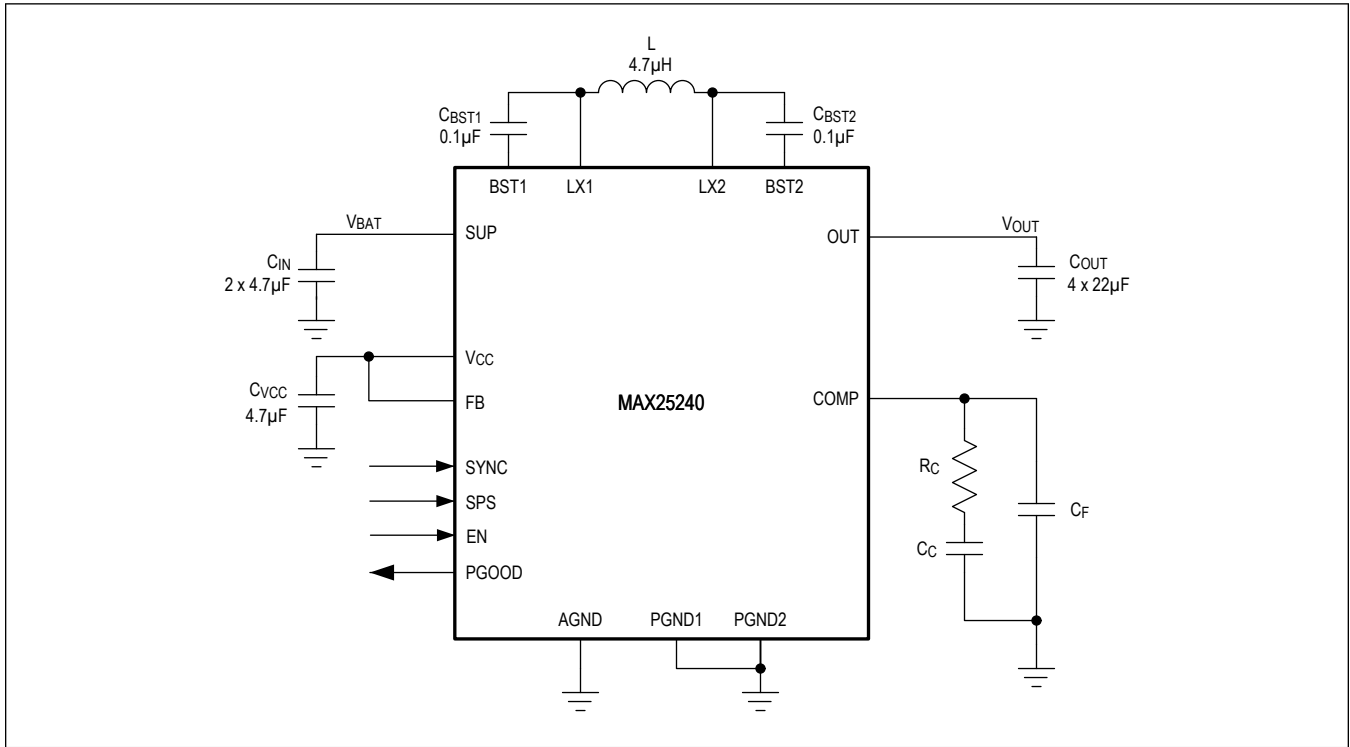 L
4.7µH
CBST1
0.1µF
CBST2
0.1µF
BST1
LX1
LX2
BST2
VBAT
SUP
OUT
VOUT
CIN
2 x 4.7µF
COUT
4 x 22µF
VCC
CVCC
4.7µF
FB
MAX25240
COMP
SYNC
SPS
EN
PGOOD
RC
CC
CF
AGND
PGND1
PGND2